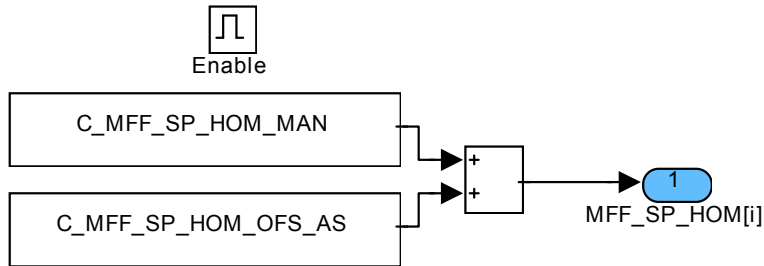 Enable
C_MFF_SP_HOM_MAN
+
C_MFF_SP_HOM_OFS_AS
+
1
MFF_SP_HOM[i]